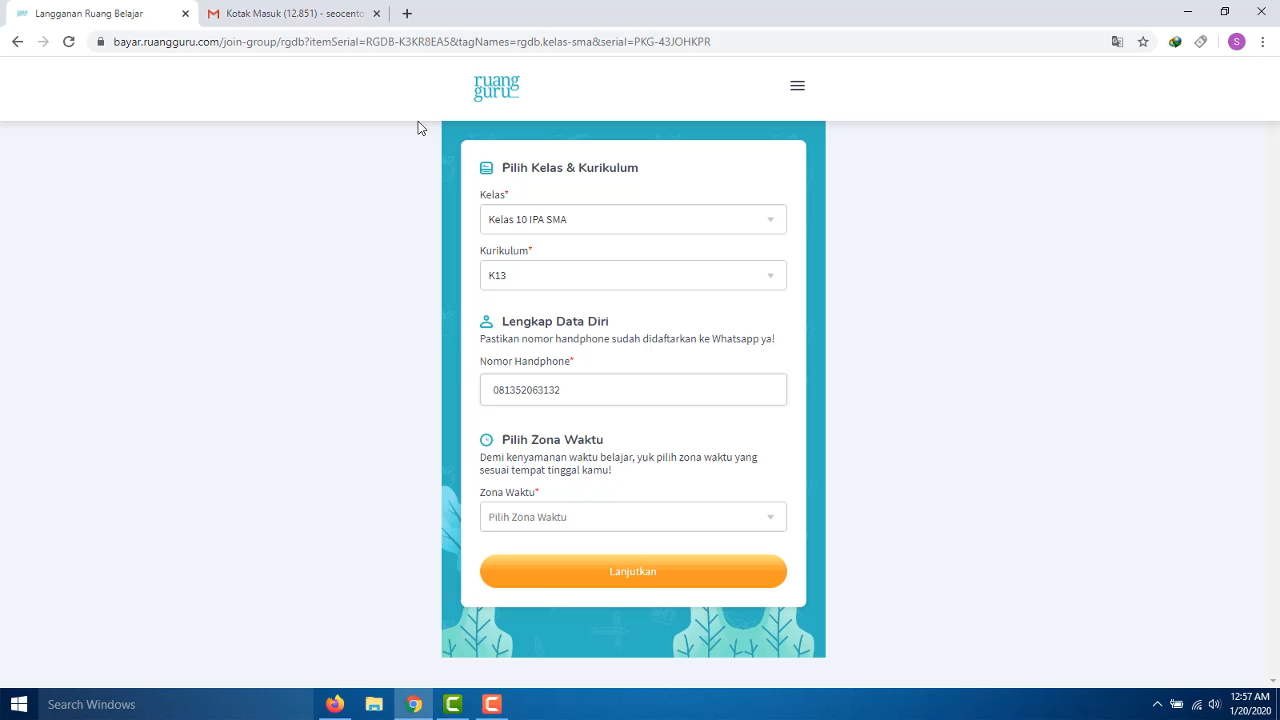 Langganan Ruang Belajar
Kotak Masuk (12.851) - seocento
bayar.ruangguru.com/join-group/rgdb?itemSerial=RGDB-K3KR8EA5&tagNames=rgdb,kelas-sma&serial=PKG-43JOHKPR
S
ruang
guru
Pilih Kelas & Kurikulum
Kelas*
Kelas 10 IPA SMA
Kurikulum*
K13
Lengkap Data Diri
Pastikan nomor handphone sudah didaftarkan ke Whatsapp ya!
Nomor Handphone*
081352063132
Pilih Zona Waktu
Demi kenyamanan waktu belajar, yuk pilih zona waktu yang
sesuai tempat tinggal kamu!
Zona Waktu*
Pilih Zona Waktu
Lanjutkan
Search Windows
12:57 AM
1/20/2020